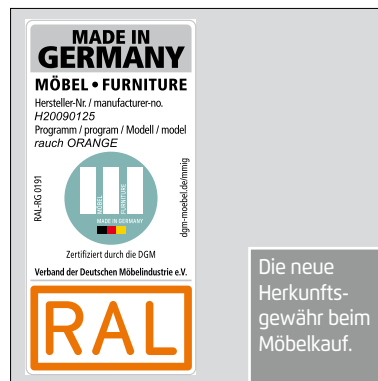 MADE IN
GERMANY
MÖBEL • FURNITURE
Hersteller-Nr. / manufacturer-no.
H20090125
Programm / program / Modell / model
rauch ORANGE
RAL-RG 0191
MÖBEL
FURNITURE
MADE IN GERMANY
dgm-moebel.de/mmig
Zertifiziert durch die DGM
Verband der Deutschen Möbelindustrie e.V.
RAL
Die neue
Herkunfts-
gewähr beim
Möbelkauf.